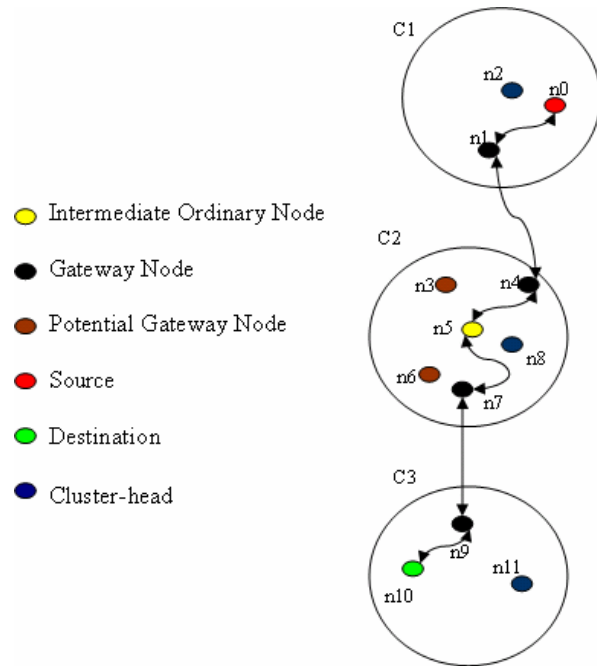 C1
n2
n0
n1
Intermediate Ordinary Node
C2
Gateway Node
n3
n4
Potential Gateway Node
n5
n8
Source
n6
n7
Destination
C3
Cluster-head
n9
n11
n10